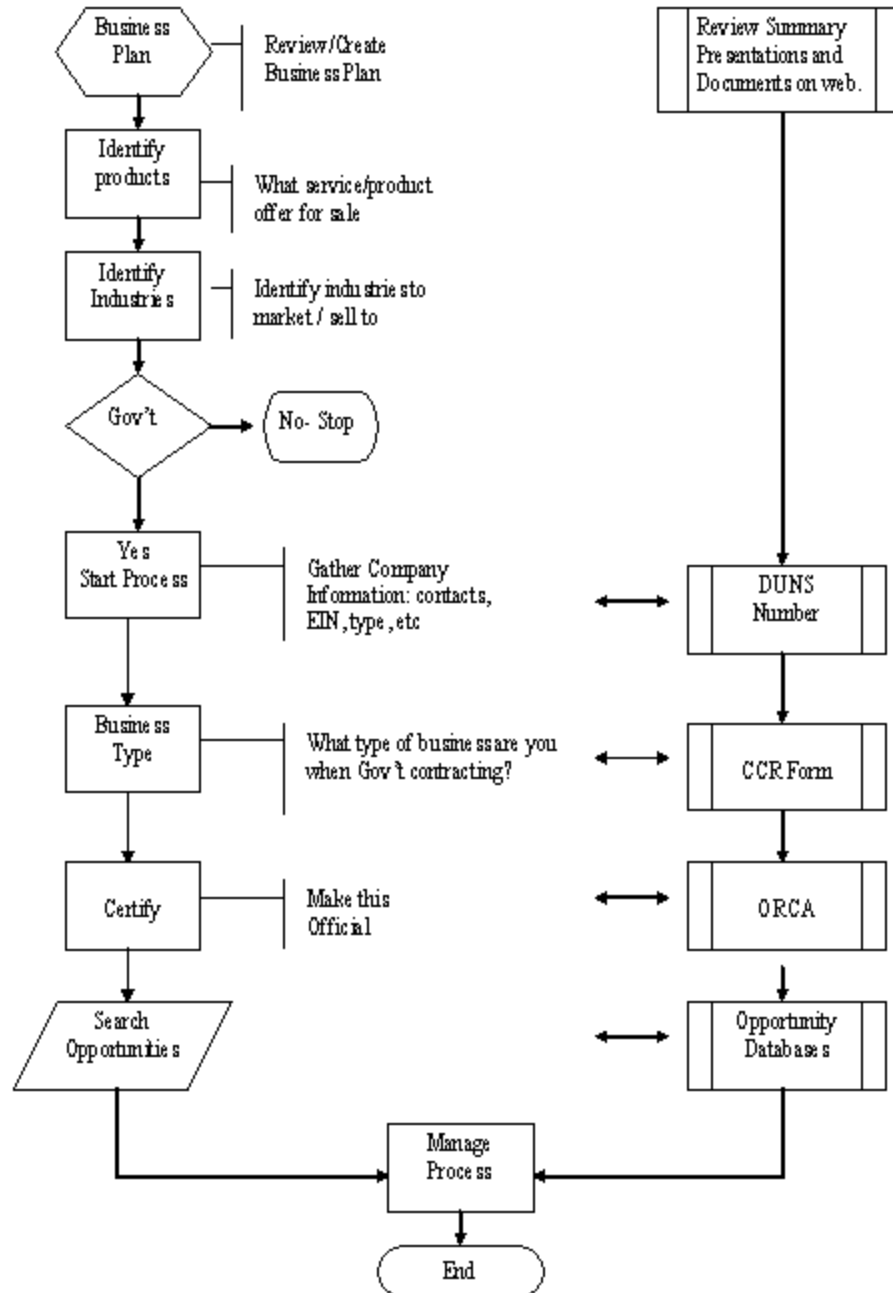 Business
Plan
Review/Create
Business Plan
Review Summary
Presentations and
Documents on web.
Identify
products
What service/product
offer for sale
Identify
Industries
Identify industries to
market / sell to
Gov't
No- Stop
Yes
Start Process
Gather Company
Information: contacts,
EIN, type, etc
DUNS
Number
Business
Type
What type of business are you
when Gov't contracting?
CCR Form
Certify
Make this
Official
ORCA
Search
Opportunities
Opportunity
Databases
Manage
Process
End